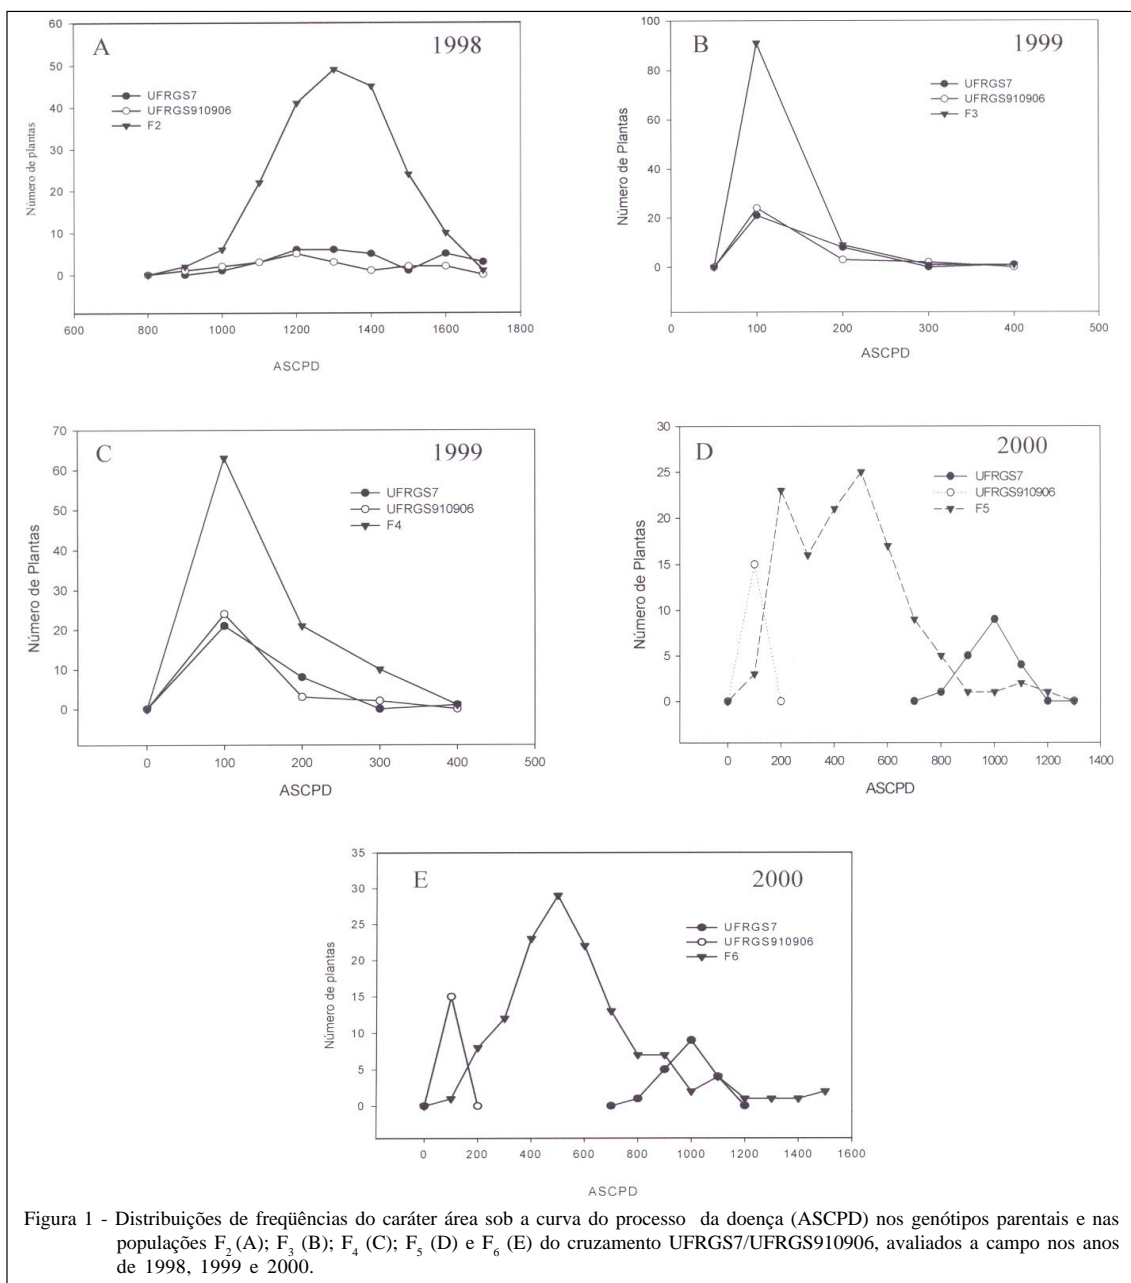 A
1998
UFRGS7
UFRGS910906
F2
Número de plantas
60
50
40
30
20
10
0
600
800
1000
1200
1400
1600
1800
ASCPD
B
1999
UFRGS7
UFRGS910906
F3
Número de Plantas
100
80
60
40
20
0
0
100
200
300
400
500
ASCPD
C
1999
UFRGS7
UFRGS910906
F4
Número de Plantas
70
60
50
40
30
20
10
0
0
100
200
300
400
500
ASCPD
D
2000
UFRGS7
UFRGS910906
F5
Número de Plantas
30
25
20
15
10
5
0
0
200
400
600
800
1000
1200
1400
ASCPD
E
2000
UFRGS7
UFRGS910906
F6
Número de plantas
35
30
25
20
15
10
5
0
0
200
400
600
800
1000
1200
1400
1600
ASCPD
Figura 1 - Distribuições de freqüências do caráter área sob a curva do processo da doença (ASCPD) nos genótipos parentais e nas
populações F2 (A); F3 (B); F4 (C); F5 (D) e F6 (E) do cruzamento UFRGS7/UFRGS910906, avaliados a campo nos anos
de 1998, 1999 e 2000.